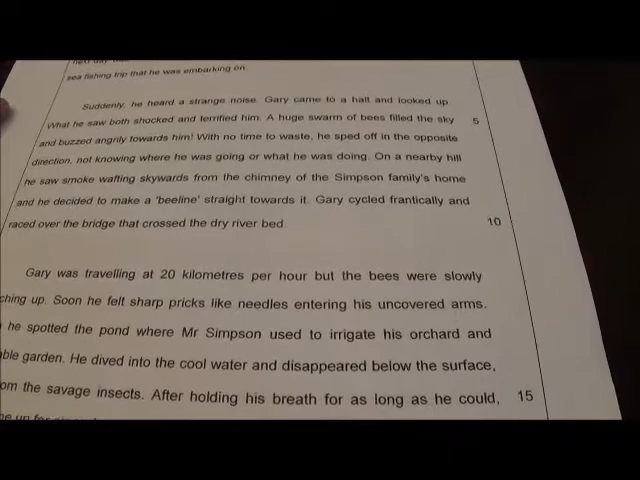 next day
sea fishing trip that he was embarking on.
Suddenly, he heard a strange noise. Gary came to a halt and looked up
What he saw both shocked and terrified him. A huge swarm of bees filled the sky 5
and buzzed angrily towards him! With no time to waste, he sped off in the opposite
direction, not knowing where he was going or what he was doing. On a nearby hill
he saw smoke wafting skywards from the chimney of the Simpson family's home
and he decided to make a 'beeline' straight towards it. Gary cycled frantically and
raced over the bridge that crossed the dry river bed. 10
Gary was travelling at 20 kilometres per hour but the bees were slowly
ching up. Soon he felt sharp pricks like needles entering his uncovered arms.
he spotted the pond where Mr Simpson used to irrigate his orchard and
able garden. He dived into the cool water and disappeared below the surface,
om the savage insects. After holding his breath for as long as he could, 15